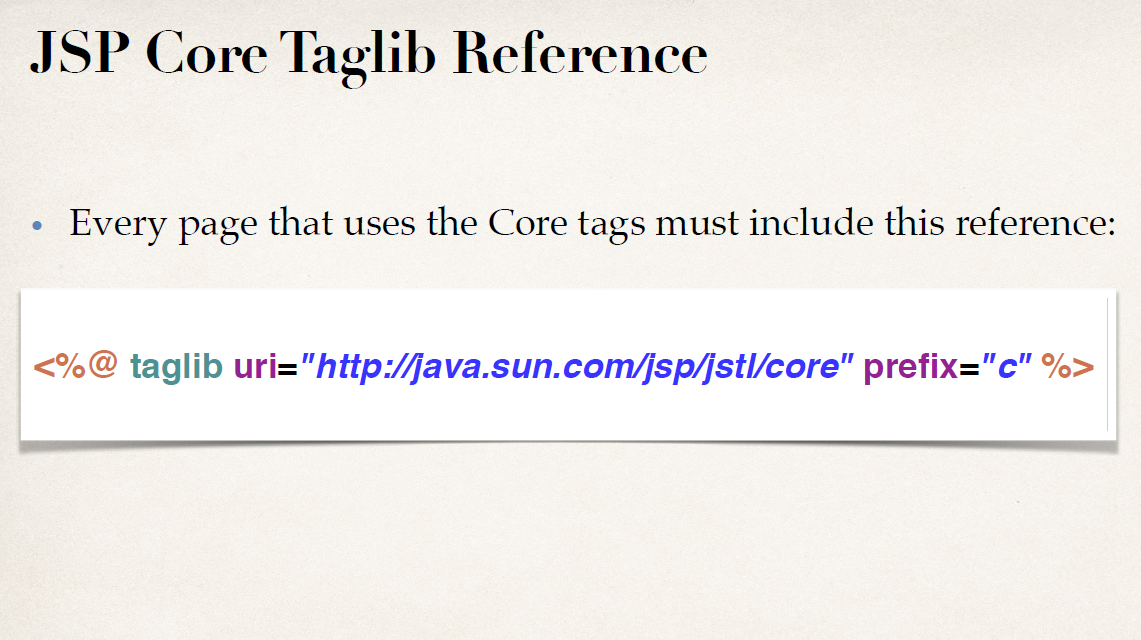 JSP Core Taglib Reference
• Every page that uses the Core tags must include this reference:
<%@ taglib uri="http://java.sun.com/jsp/jstl/core" prefix="c" %>